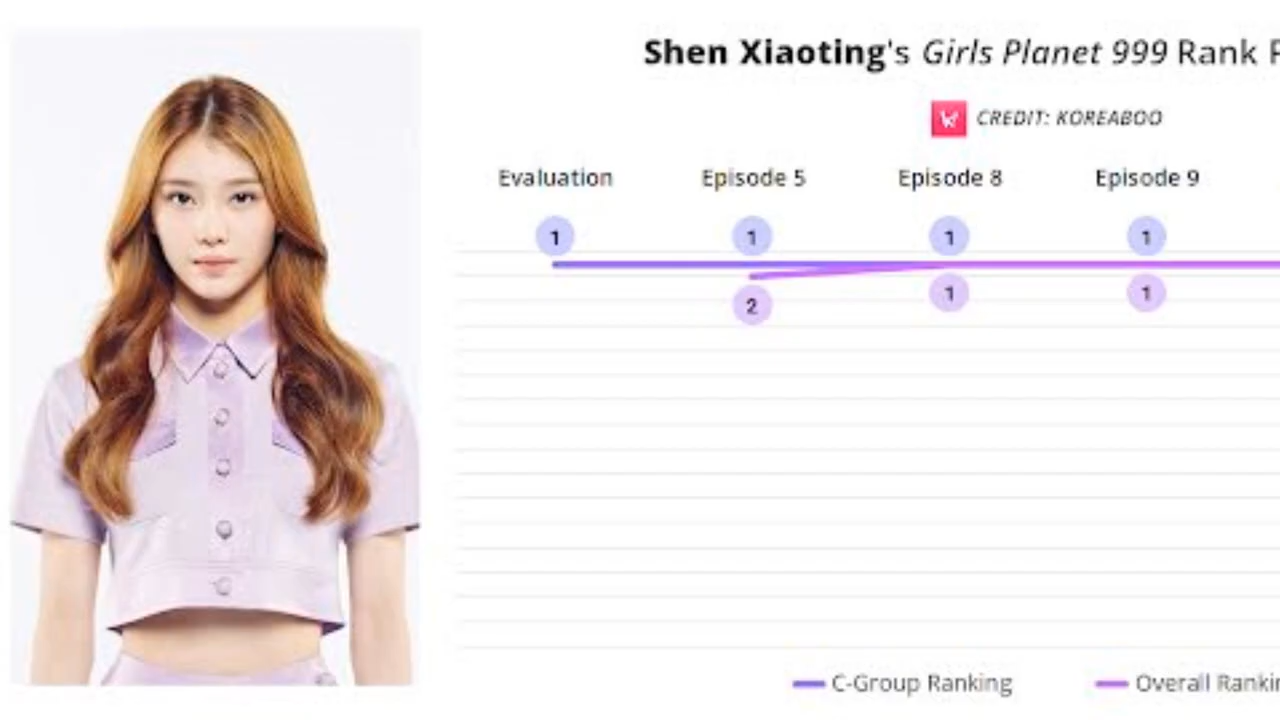 Shen Xiaoting's Girls Planet 999 Rank
CREDIT: KOREABOO
Evaluation Episode 5 Episode 8 Episode 9
1 1 1 1
2 1 1
C-Group Ranking Overall